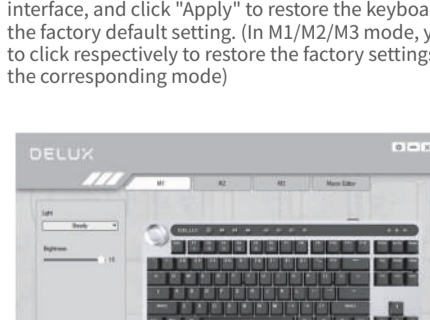 interface, and click "Apply" to restore the keyboa
the factory default setting. (In M1/M2/M3 mode, y
to click respectively to restore the factory settings
the corresponding mode)
DELUX
M1 M2 M3 Macro Editor
Light
Steady
Brightness
DELUX